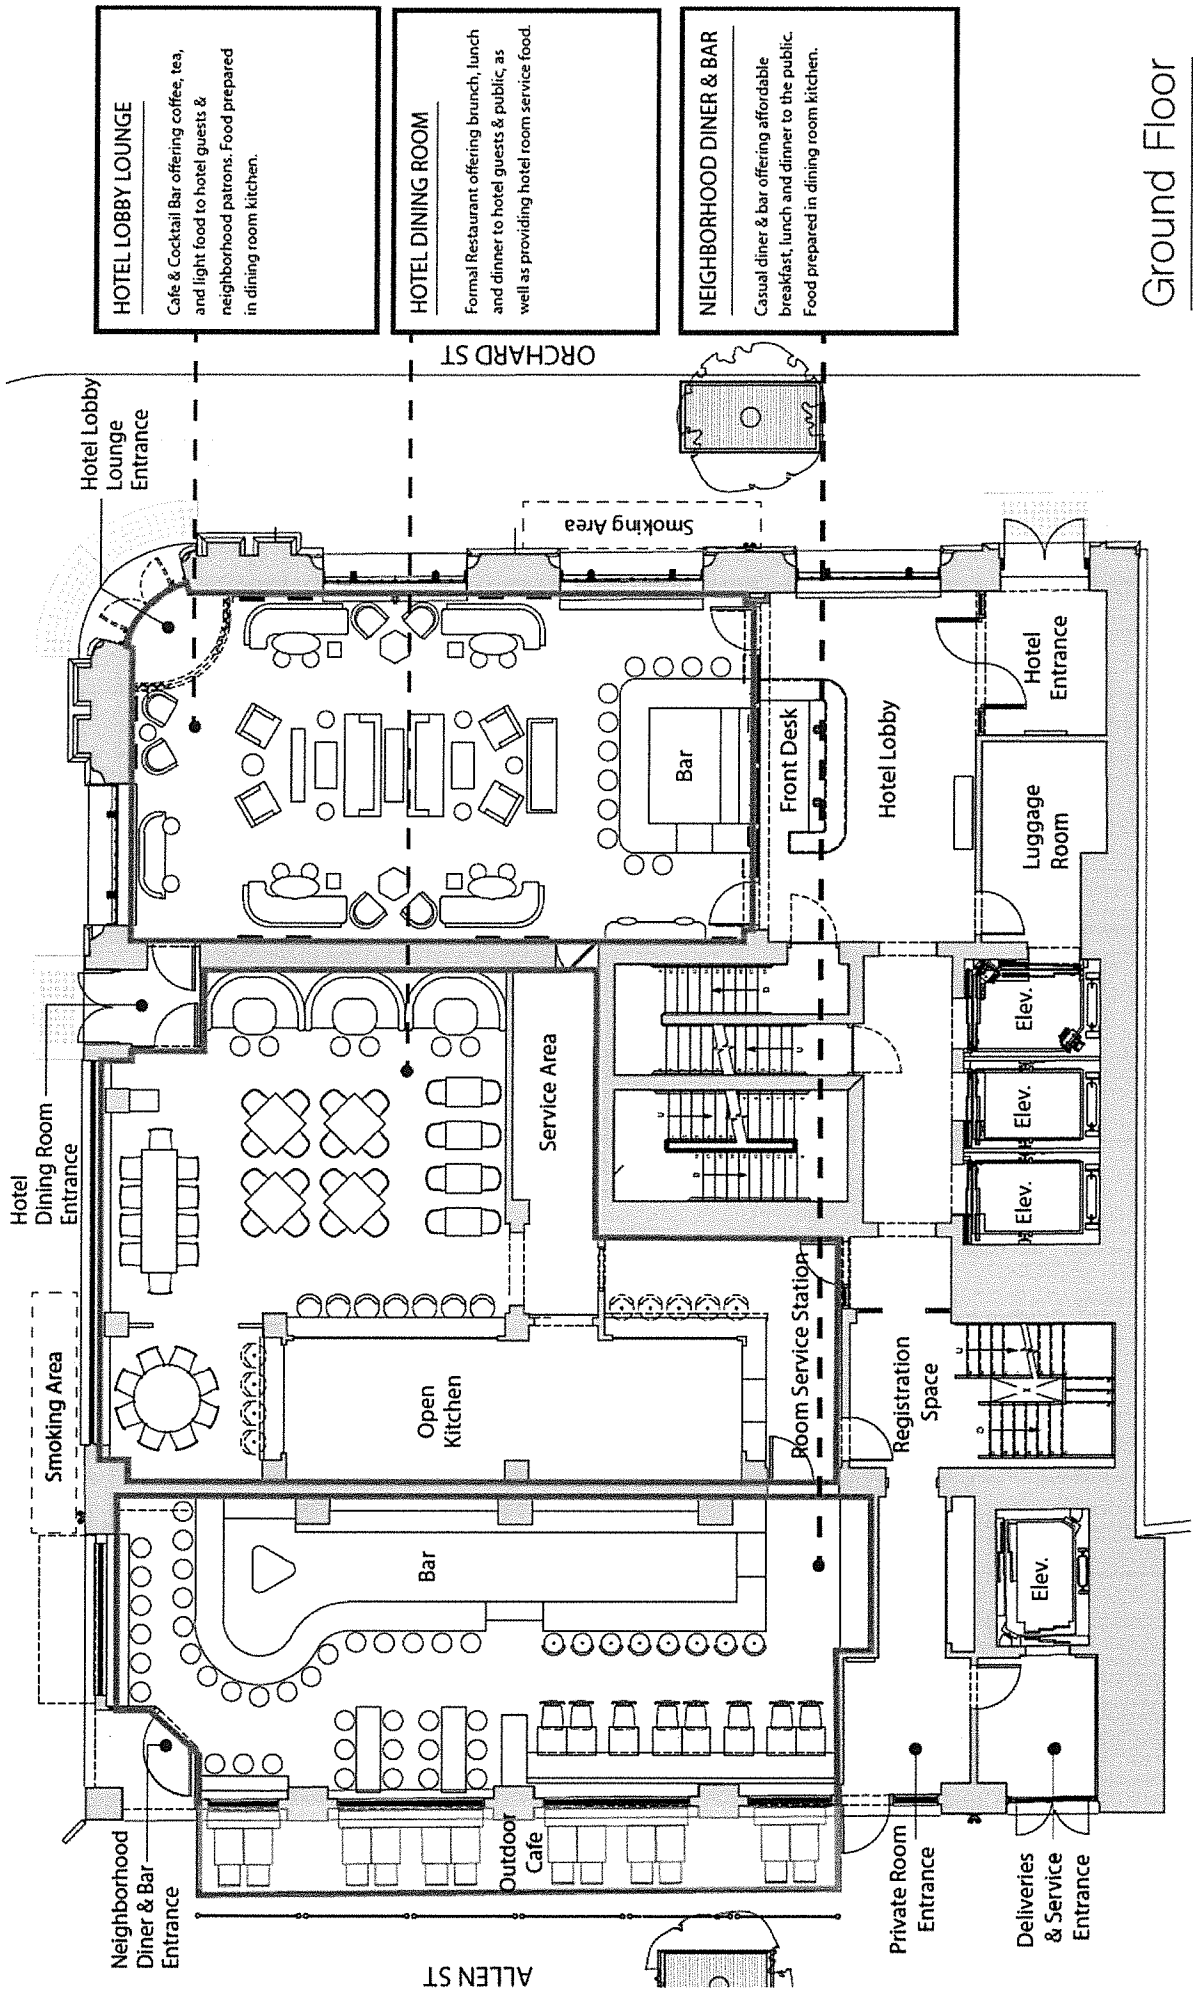 HOTEL LOBBY LOUNGE
Cafe & Cocktail Bar offering coffee, tea,
and light food to hotel guests &
neighborhood patrons. Food prepared
in dining room kitchen.
HOTEL DINING ROOM
Formal Restaurant offering brunch, lunch
and dinner to hotel guests & public, as
well as providing hotel room service food.
NEIGHBORHOOD DINER & BAR
Casual diner & bar offering affordable
breakfast, lunch and dinner to the public.
Food prepared in dining room kitchen.
Ground Floor
ORCHARD ST
Hotel Lobby
Lounge
Entrance
Smoking Area
Bar
Front Desk
Hotel Lobby
Hotel
Entrance
Luggage
Room
Hotel
Dining Room
Entrance
Service Area
Elev.
Elev.
Elev.
Smoking Area
Open
Kitchen
Room Service Station
Registration
Space
Bar
Elev.
Neighborhood
Diner & Bar
Entrance
Outdoor
Cafe
Private Room
Entrance
Deliveries
& Service
Entrance
ALLEN ST